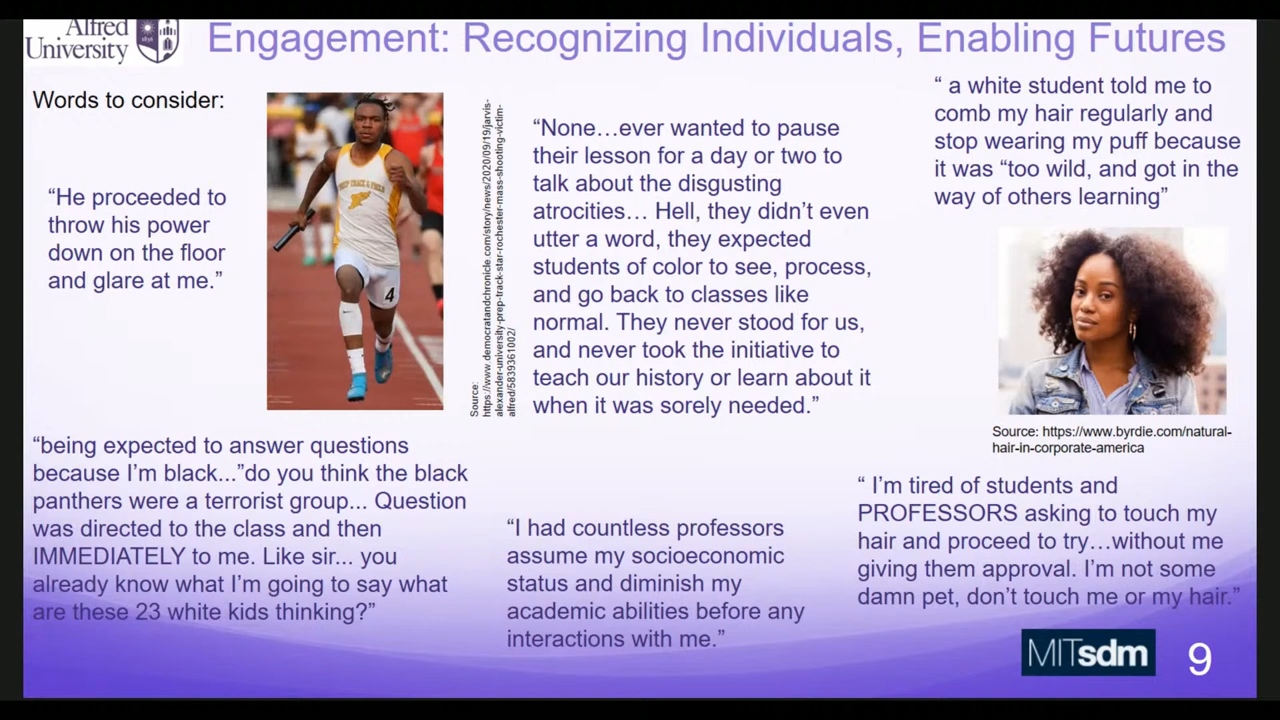 Alfred
University
Engagement: Recognizing Individuals, Enabling Futures
Words to consider:
“He proceeded to
throw his power
down on the floor
and glare at me.”
4
Source:
https://www.democratandchronicle.com/story/news/2020/09/19/jarvis-
alexander-university-prep-track-star-rochester-mass-shooting-victim-
alfred/5839361002/
“None…ever wanted to pause
their lesson for a day or two to
talk about the disgusting
atrocities… Hell, they didn’t even
utter a word, they expected
students of color to see, process,
and go back to classes like
normal. They never stood for us,
and never took the initiative to
teach our history or learn about it
when it was sorely needed.”
“ a white student told me to
comb my hair regularly and
stop wearing my puff because
it was “too wild, and got in the
way of others learning”
Source: https://www.byrdie.com/natural-
hair-in-corporate-america
“being expected to answer questions
because I’m black...”do you think the black
panthers were a terrorist group... Question
was directed to the class and then
IMMEDIATELY to me. Like sir... you
already know what I’m going to say what
are these 23 white kids thinking?”
“I had countless professors
assume my socioeconomic
status and diminish my
academic abilities before any
interactions with me.”
“ I’m tired of students and
PROFESSORS asking to touch my
hair and proceed to try…without me
giving them approval. I’m not some
damn pet, don’t touch me or my hair.”
MITsdm
9